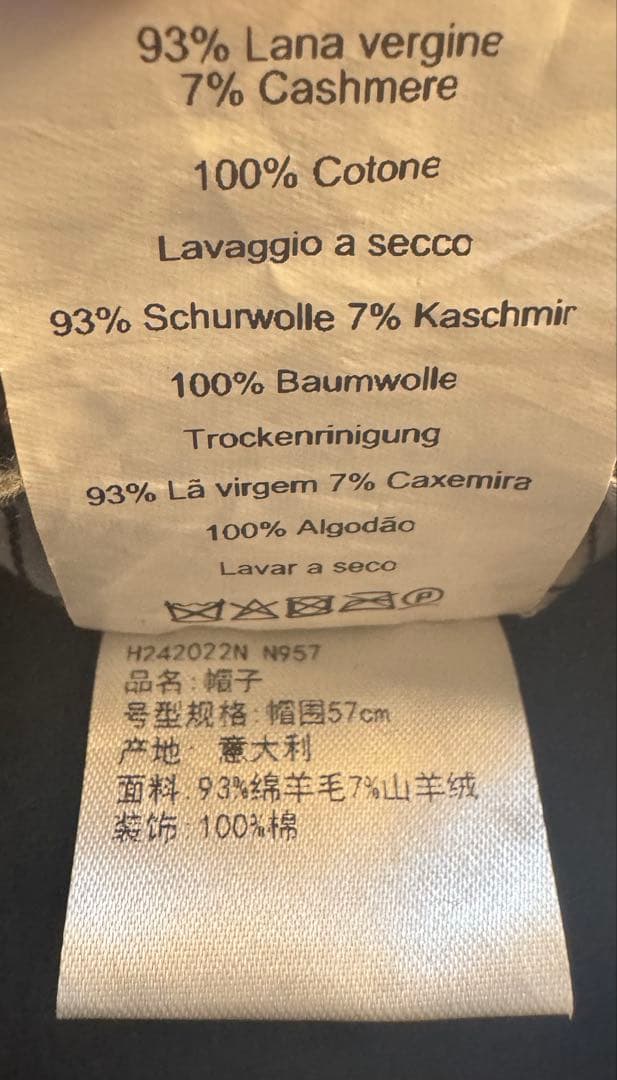 93% Lana vergine
7% Cashmere
100% Cotone
Lavaggio a secco
93% Schurwolle 7% Kaschmir
100% Baumwolle
Trockenrinigung
93% Lã virgem 7% Caxemira
100% Algodão
Lavar a seco
P
H242022N N957
品名:帽子
号型规格:帽围57cm
产地: 意大利
面料:93%绵羊毛7%山羊绒
装饰:100%棉